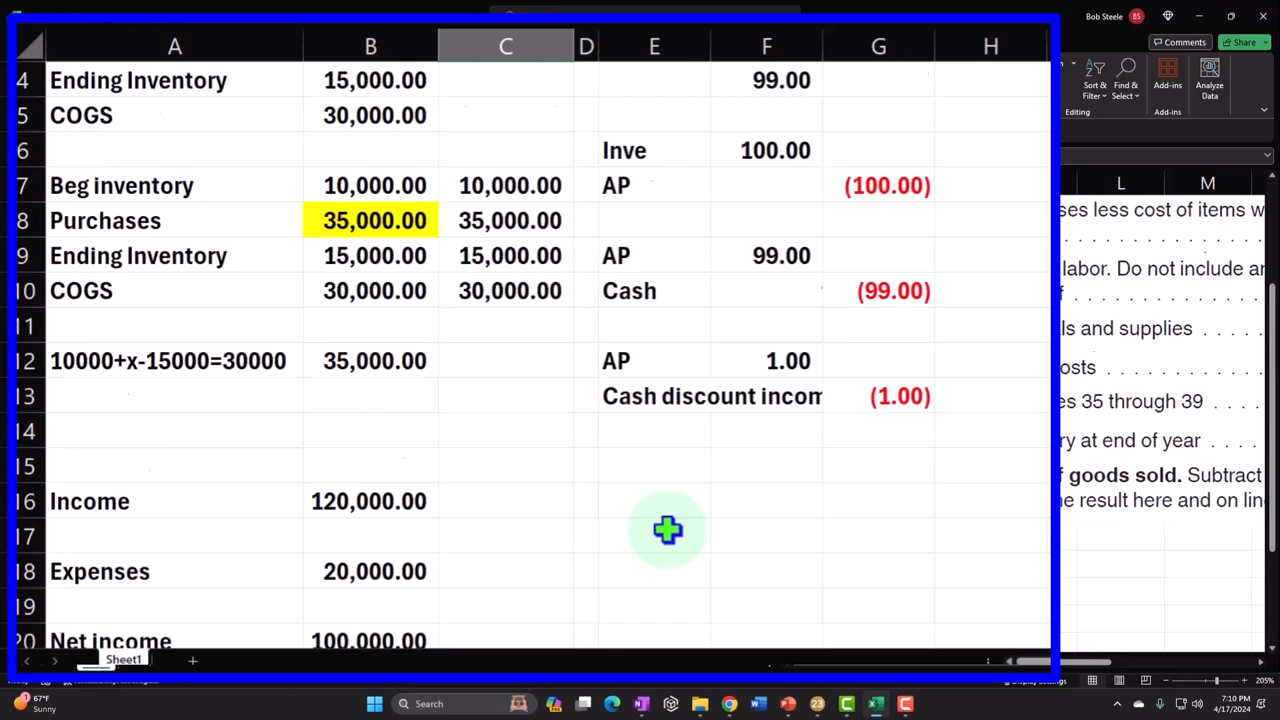 Bob Steele BS
Comments Share
Sort & Filter Find & Select Add-ins Analyze Data
Editing Add-ins
A B C D E F G H L M
4 Ending Inventory 15,000.00 99.00
5 COGS 30,000.00
6 Inve 100.00
7 Beg inventory 10,000.00 10,000.00 AP (100.00)
8 Purchases 35,000.00 35,000.00
9 Ending Inventory 15,000.00 15,000.00 AP 99.00
10 COGS 30,000.00 30,000.00 Cash (99.00)
11
12 10000+x-15000=30000 35,000.00 AP 1.00
13 Cash discount incom (1.00)
14
15
16 Income 120,000.00
17
18 Expenses 20,000.00
19
20 Net income 100,000.00
ses less cost of items w
labor. Do not include an
ls and supplies . . . . .
osts . . . . . . . . .
es 35 through 39 . . . .
ry at end of year . . . .
f goods sold. Subtract
ne result here and on lin
Sheet1
205%
67°F
Sunny
Search
7:10 PM
4/17/2024